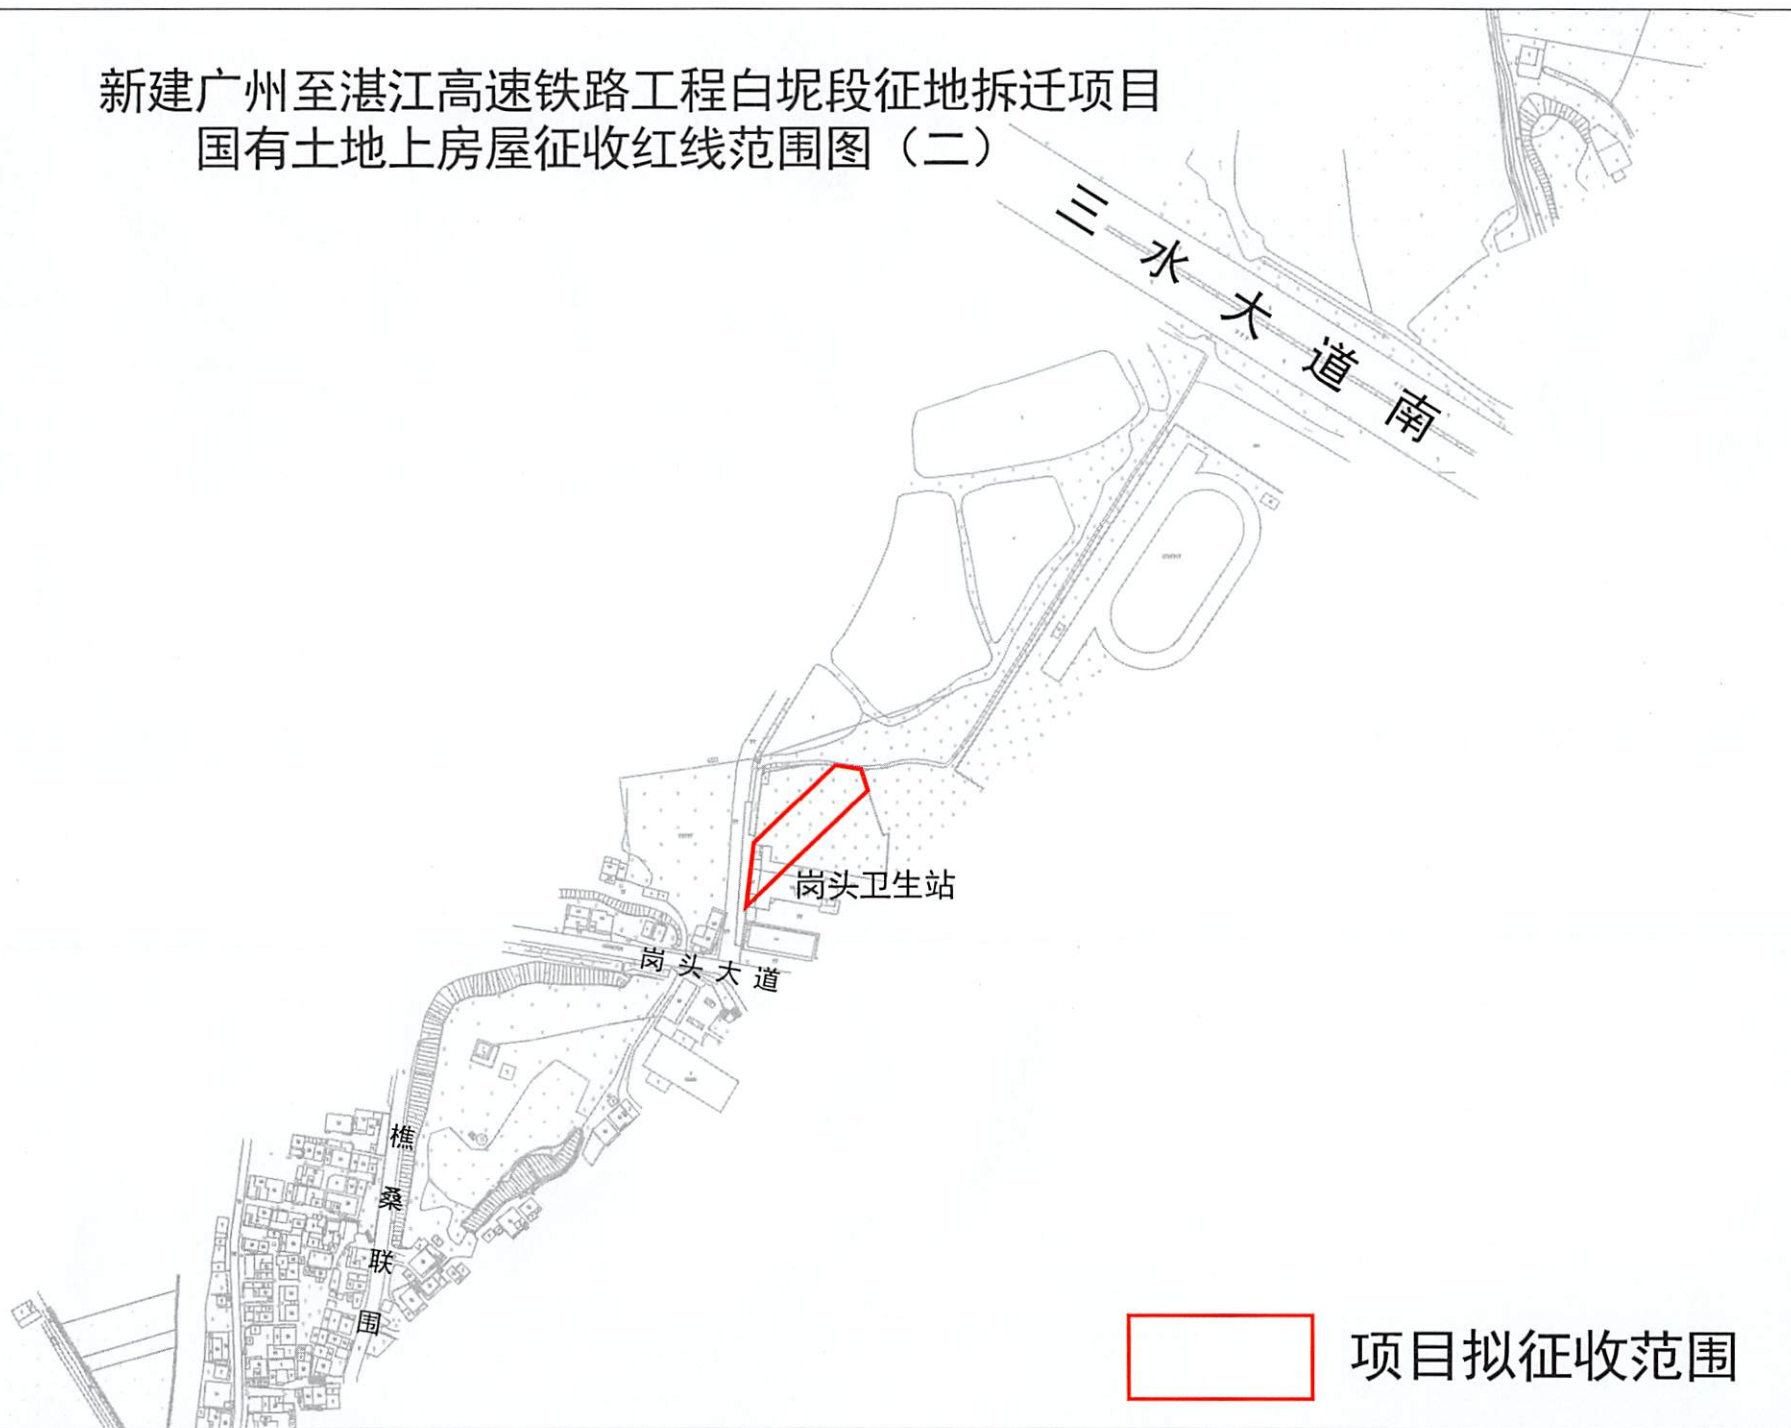 新建广州至湛江高速铁路工程白坭段征地拆迁项目
国有土地上房屋征收红线范围图（二）
三水大道南
岗头卫生站
岗头大道
樵桑联围
项目拟征收范围